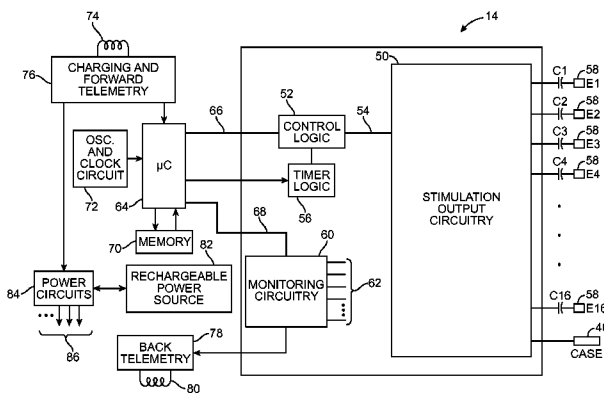 74
14
76
CHARGING AND
FORWARD
TELEMETRY
50
C1
58
E1
66
52
54
C2
58
E2
OSC.
AND
CLOCK
CIRCUIT
µC
CONTROL
LOGIC
C3
58
E3
TIMER
LOGIC
C4
58
E4
72
64
56
STIMULATION
OUTPUT
CIRCUITRY
70
MEMORY
68
82
60
84
POWER
CIRCUITS
RECHARGEABLE
POWER
SOURCE
MONITORING
CIRCUITRY
62
C16
58
E16
86
78
BACK
TELEMETRY
80
CASE